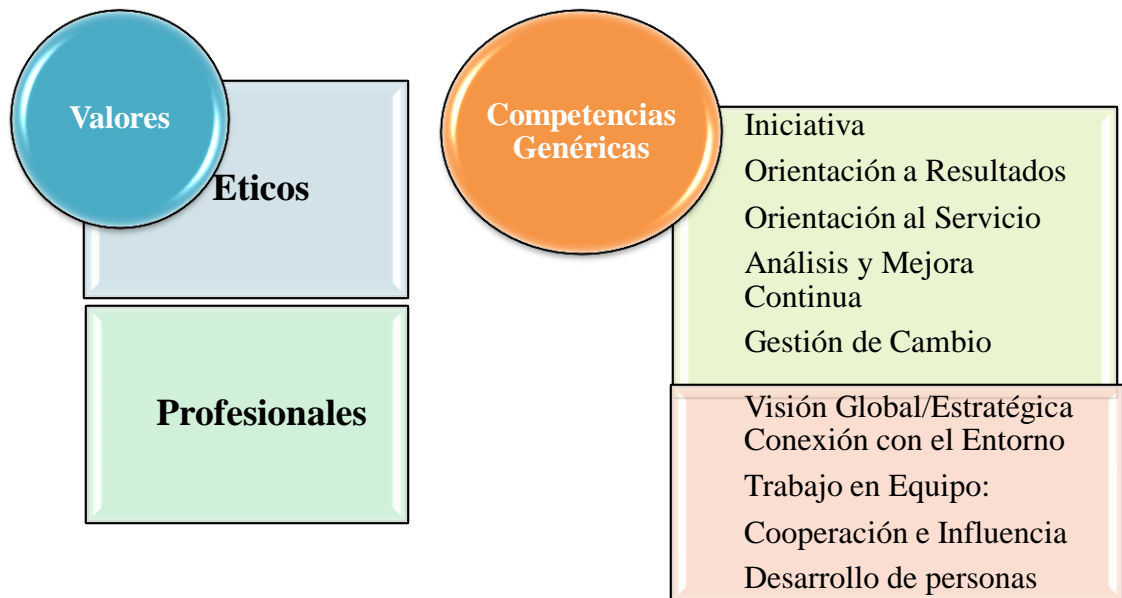 Valores
Eticos
Profesionales
Competencias
Genéricas
Iniciativa
Orientación a Resultados
Orientación al Servicio
Análisis y Mejora
Continua
Gestión de Cambio
Visión Global/Estratégica
Conexión con el Entorno
Trabajo en Equipo:
Cooperación e Influencia
Desarrollo de personas